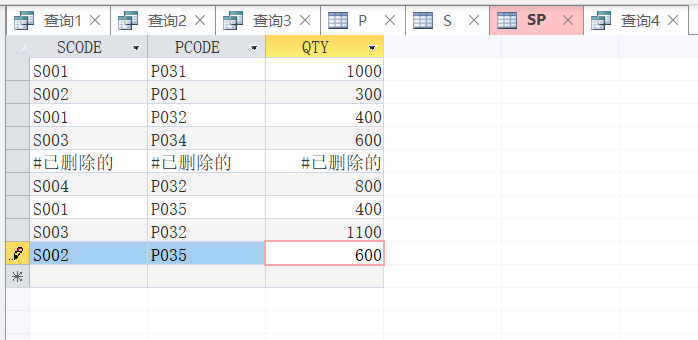 查询1 查询2 查询3 P S SP 查询4
SCODE PCODE QTY
S001 P031 1000
S002 P031 300
S001 P032 400
S003 P034 600
#已删除的 #已删除的 #已删除的
S004 P032 800
S001 P035 400
S003 P032 1100
S002 P035 600